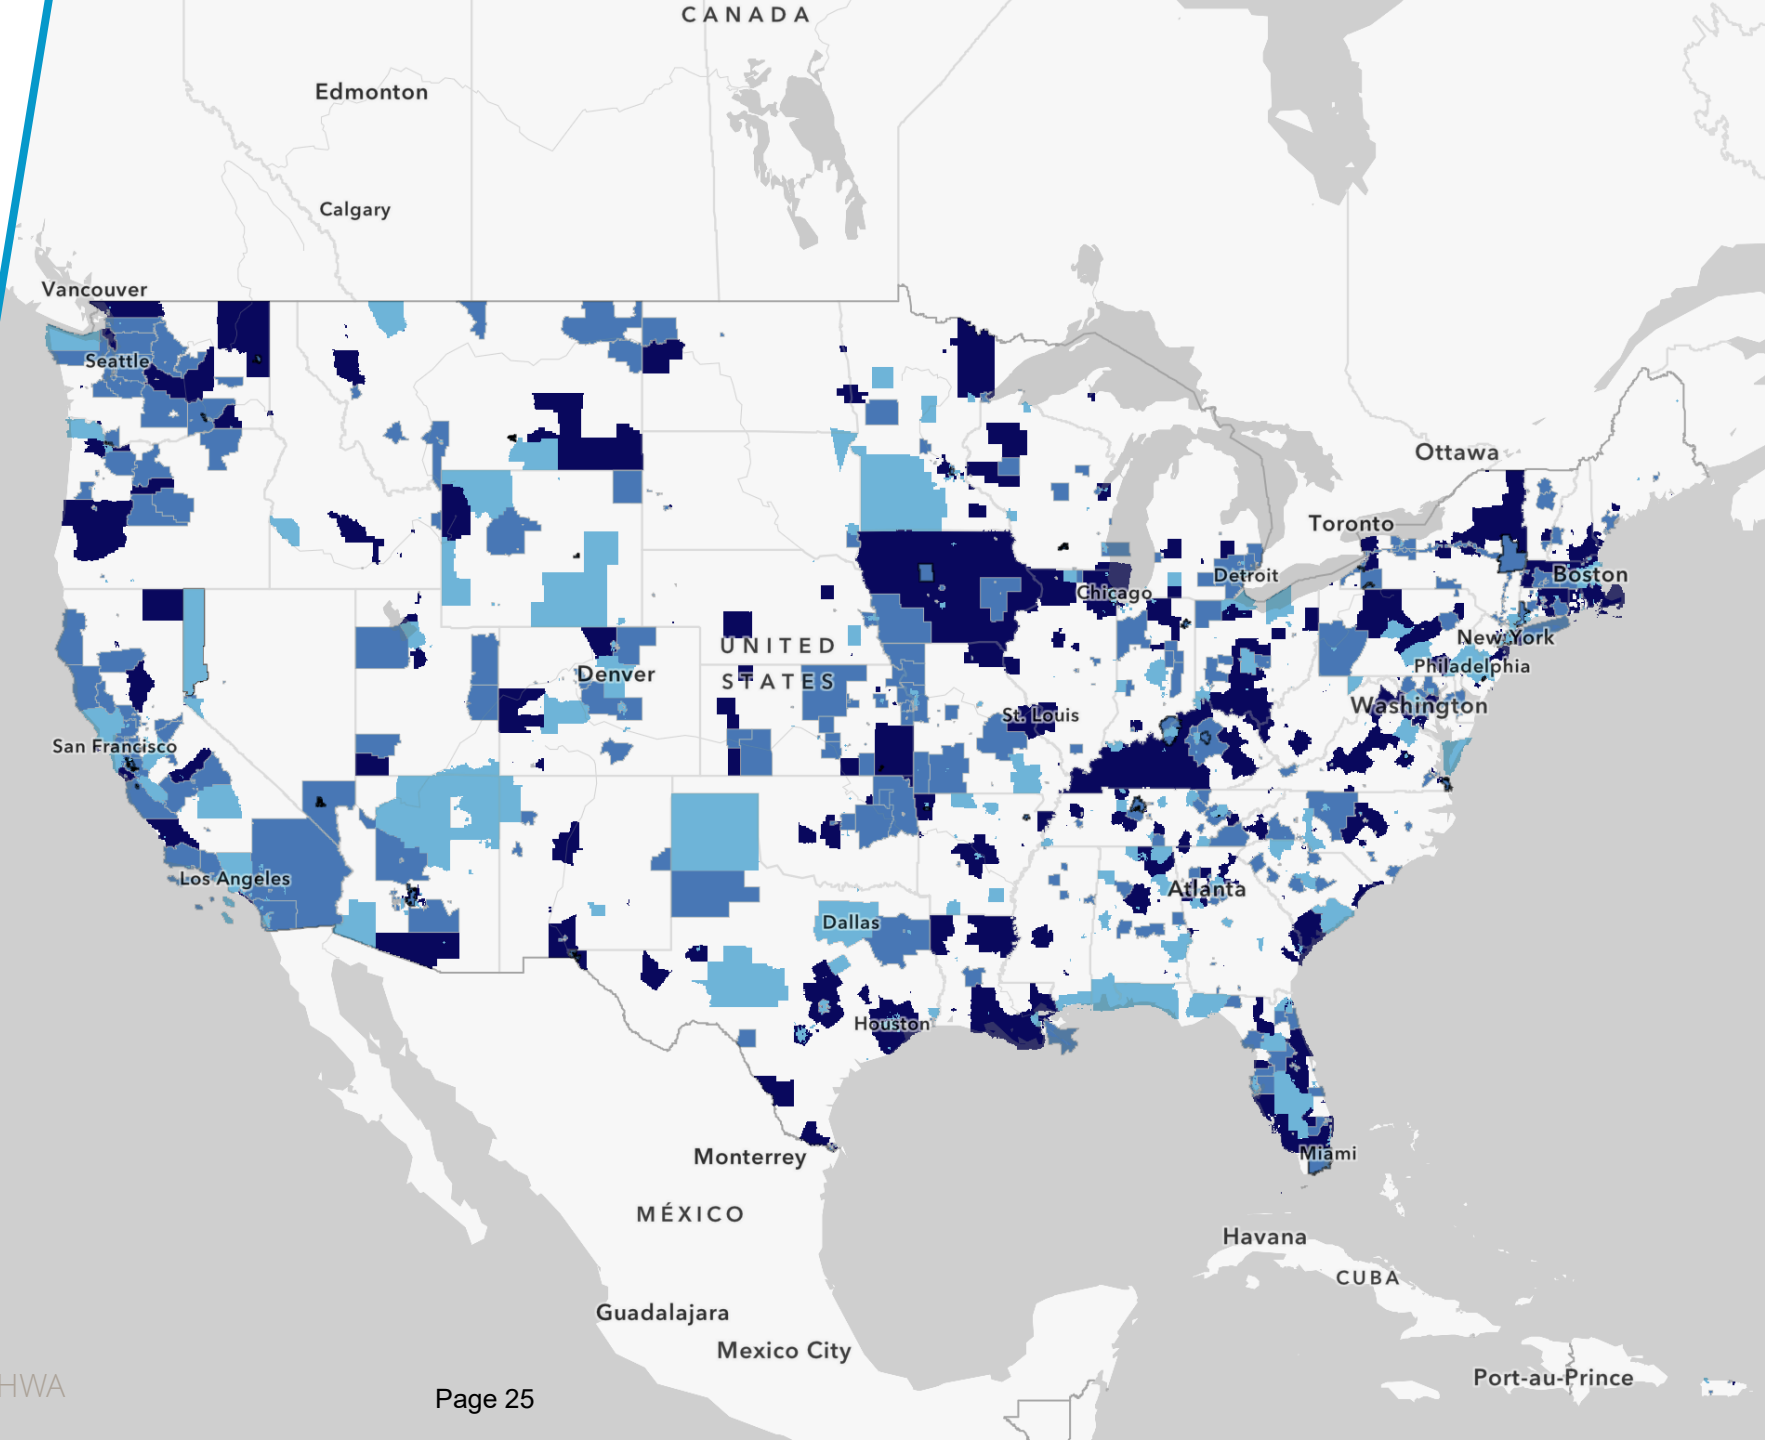 CANADA
Edmonton
Calgary
Vancouver
Seattle
Ottawa
Toronto
Boston
Detroit
Chicago
New York
UNITED
STATES
Philadelphia
Denver
Washington
St. Louis
San Francisco
Los Angeles
Atlanta
Dallas
Houston
Miami
Monterrey
MÉXICO
Havana
CUBA
Guadalajara
Mexico City
Port-au-Prince
HWA
Page 25